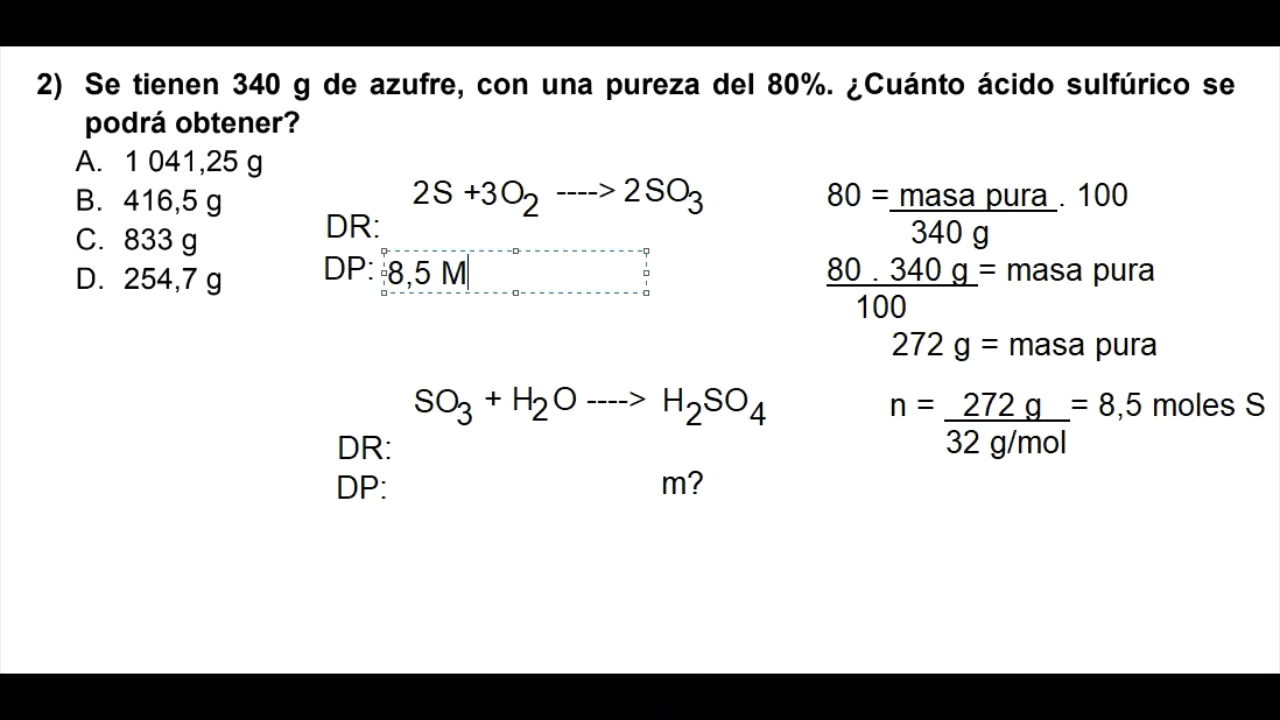 2) Se tienen 340 g de azufre, con una pureza del 80%. ¿Cuánto ácido sulfúrico se
podrá obtener?
A. 1 041,25 g
B. 416,5 g
C. 833 g
D. 254,7 g
2S +3O2 ----> 2SO3
DR:
DP: 8,5 M
SO3 + H2O ----> H2SO4
DR:
DP: m?
80 = masa pura . 100
340 g
80 . 340 g = masa pura
100
272 g = masa pura
n = 272 g = 8,5 moles S
32 g/mol